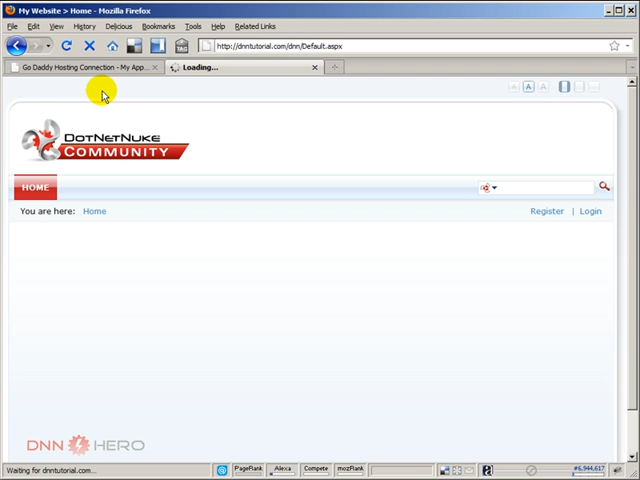 My Website > Home - Mozilla Firefox
File Edit View History Delicious Bookmarks Tools Help Related Links
TAG
http://dnntutorial.com/dnn/Default.aspx
Go Daddy Hosting Connection - My App...
Loading...
A A A
DOTNETNUKE
COMMUNITY
HOME
You are here: Home
Register | Login
DNN HERO
Waiting for dnntutorial.com...
PageRank
Alexa
Compete
mozRank
#6,944,617